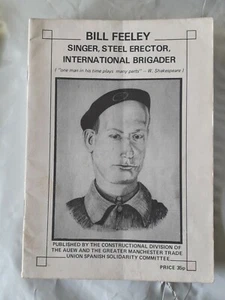 BILL FEELEY
SINGER, STEEL ERECTOR,
INTERNATIONAL BRIGADER
( "one man in his time plays many parts" – W. Shakespeare )
PUBLISHED BY THE CONSTRUCTIONAL DIVISION OF
THE AUEW AND THE GREATER MANCHESTER TRADE
UNION SPANISH SOLIDARITY COMMITTEE
PRICE 35p